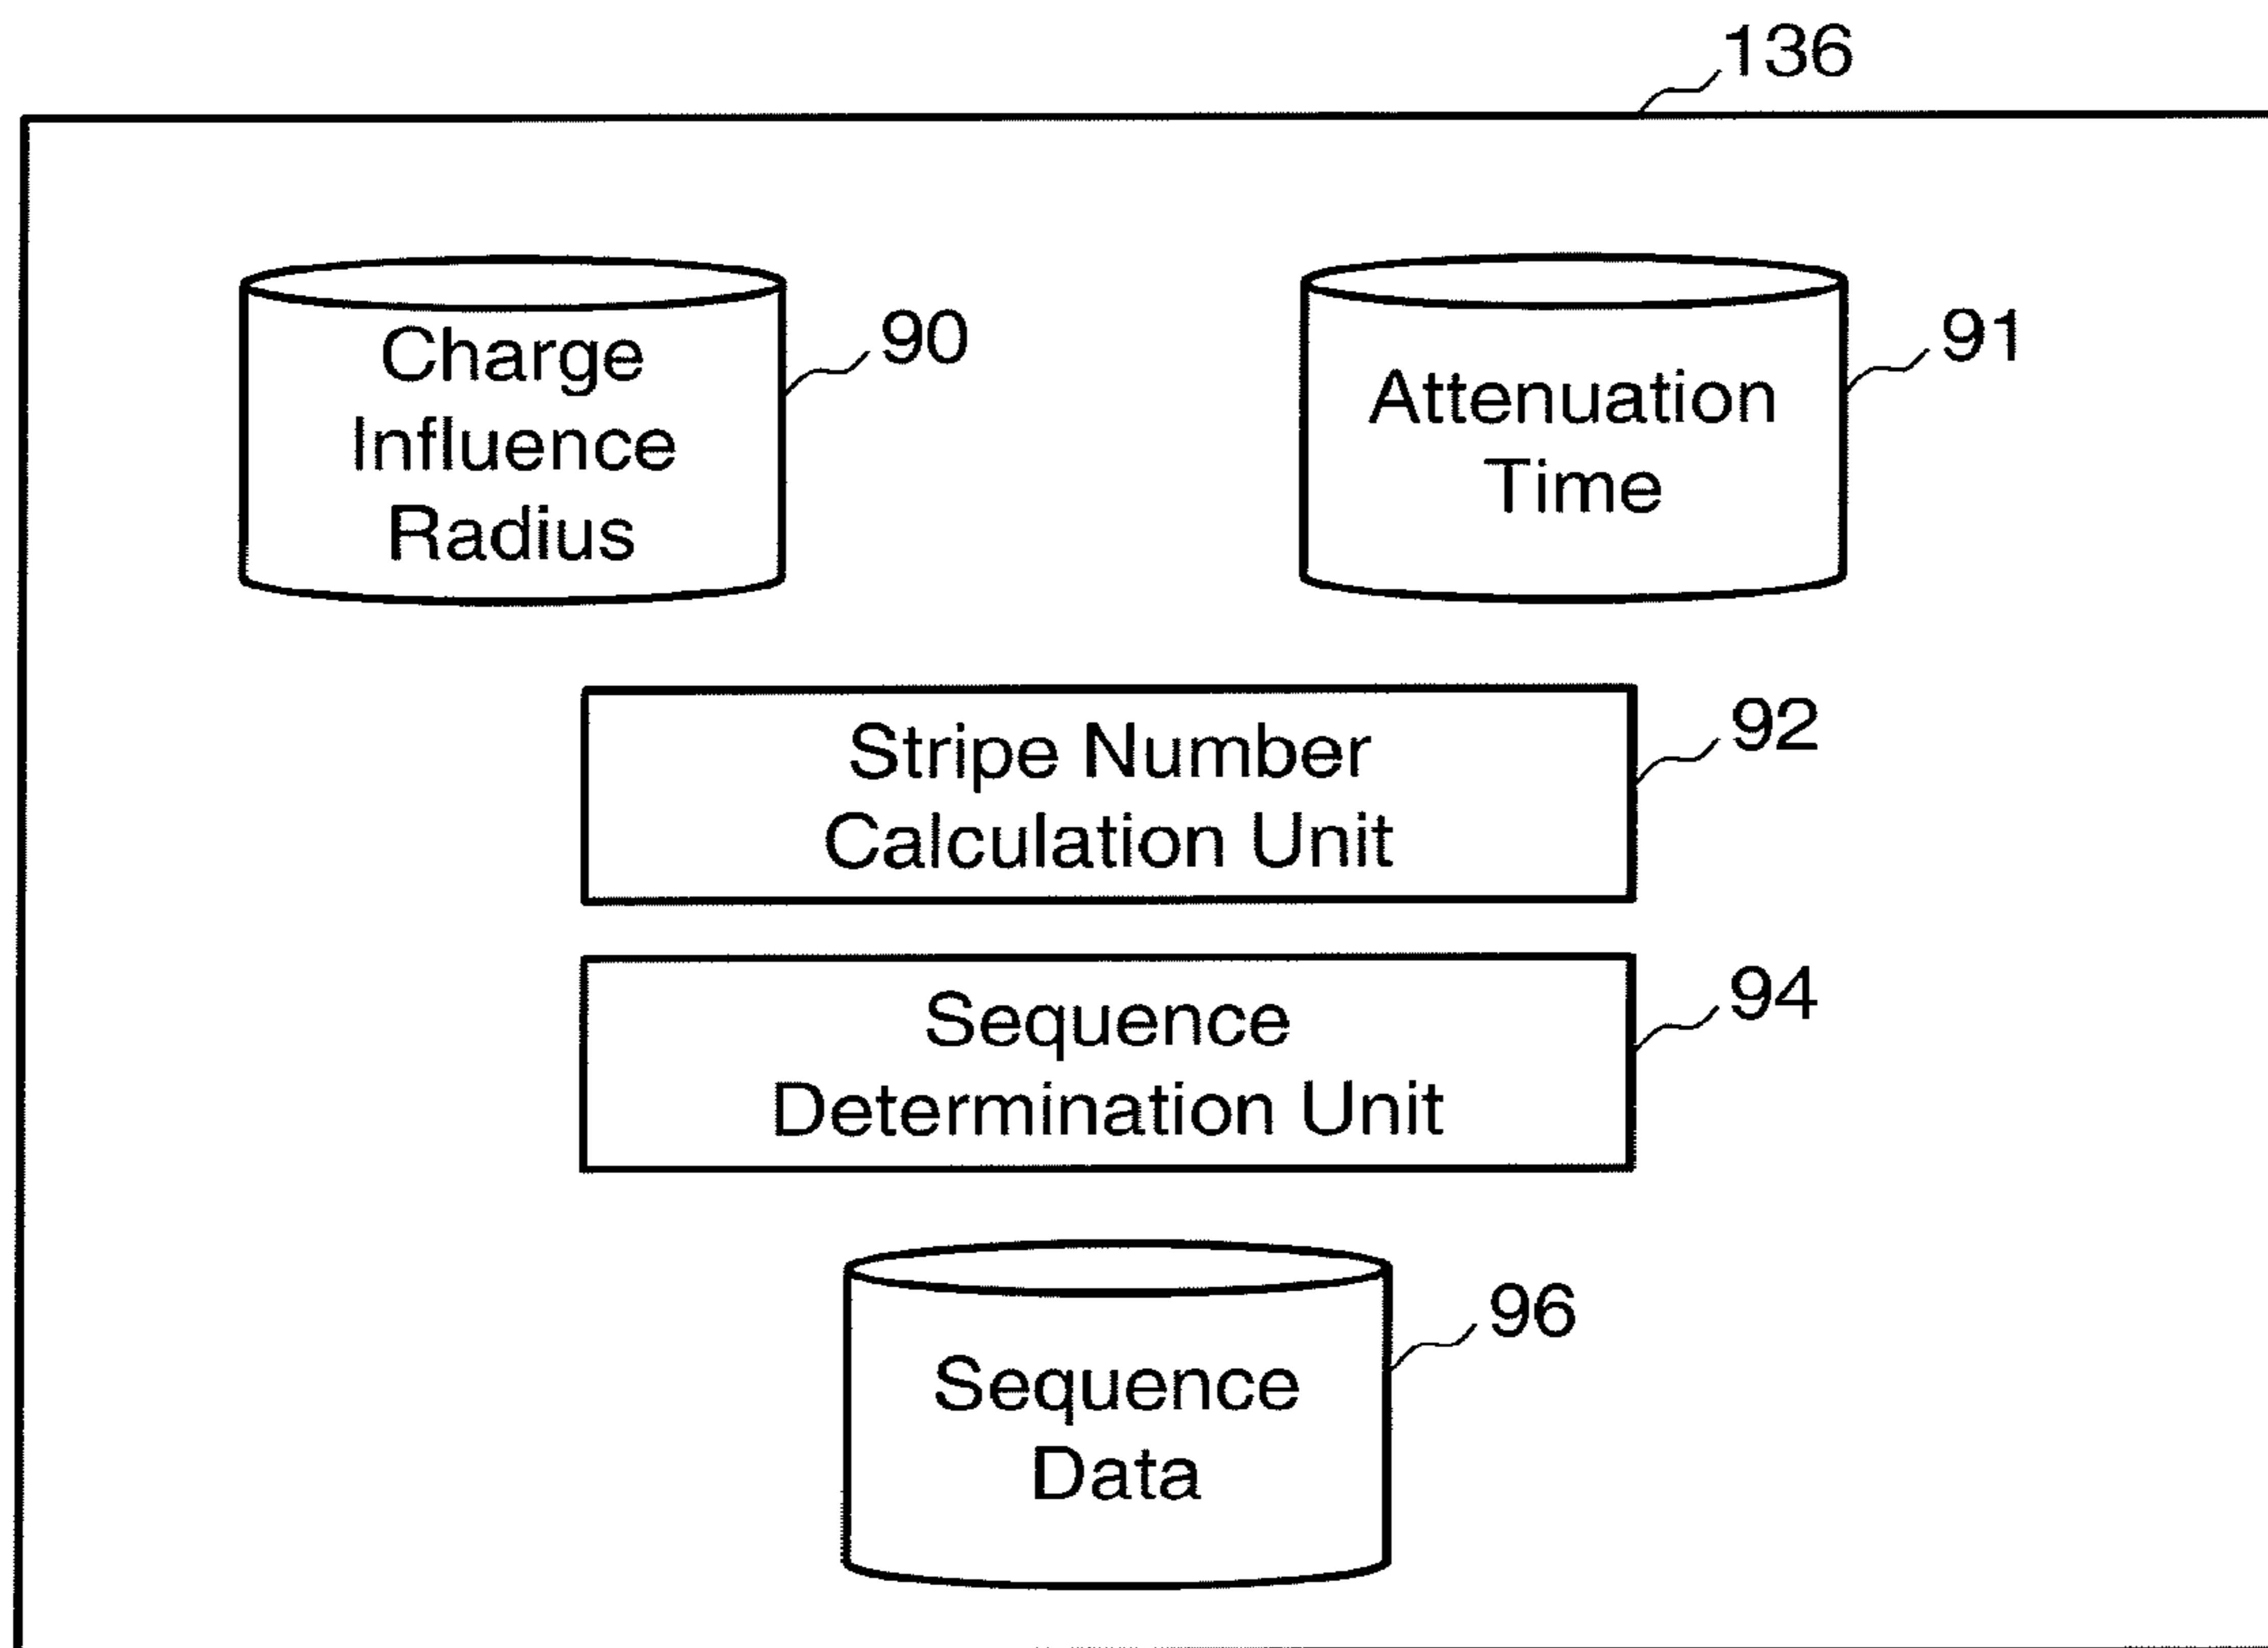 136
Charge
Influence
Radius
90
Attenuation
Time
91
Stripe Number
Calculation Unit
92
Sequence
Determination Unit
94
Sequence
Data
96